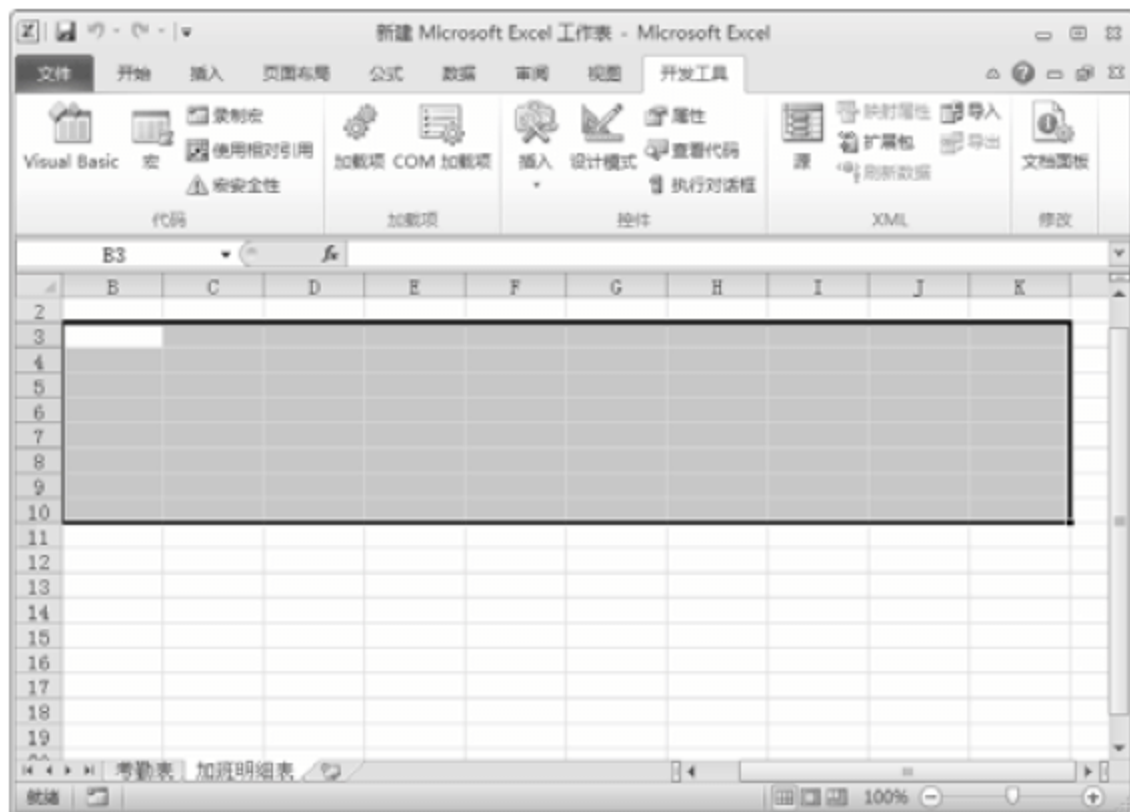 新建 Microsoft Excel 工作表 - Microsoft Excel
文件 开始 插入 页面布局 公式 数据 审阅 视图 开发工具
Visual Basic 宏 录制宏 使用相对引用 宏安全性 加载项 COM 加载项 插入 设计模式 属性 查看代码 执行对话框 源 映射属性 扩展包 刷新数据 导入 导出 文档面板
代码 加载项 控件 XML 修改
B3 fx
B C D E F G H I J K
2
3
4
5
6
7
8
9
10
11
12
13
14
15
16
17
18
19
考勤表 加班明细表
就绪 100%